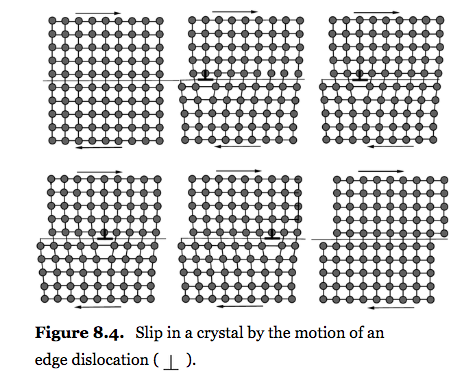 Figure 8.4. Slip in a crystal by the motion of an
edge dislocation ( ⊥ ).